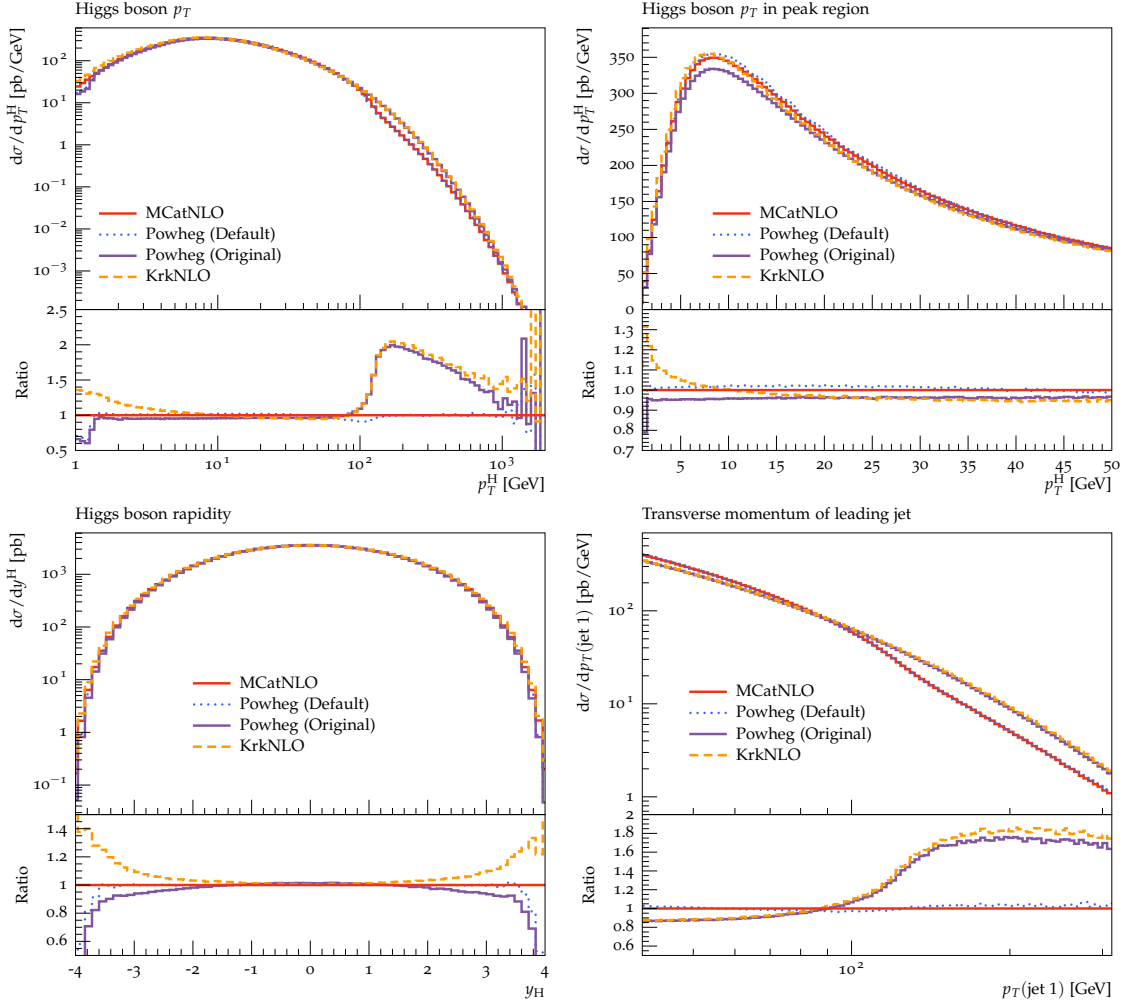 Higgs boson p_T
dσ/dp_T^H [pb/GeV]
10^2
10^1
1
10^−1
10^−2
10^−3
MCatNLO
Powheg (Default)
Powheg (Original)
KrkNLO
Ratio
2.5
2
1.5
1
0.5
1 10^1 10^2 10^3
p_T^H [GeV]
Higgs boson p_T in peak region
dσ/dp_T^H [pb/GeV]
350
300
250
200
150
100
50
0
MCatNLO
Powheg (Default)
Powheg (Original)
KrkNLO
Ratio
1.3
1.2
1.1
1.0
0.9
0.8
0.7
5 10 15 20 25 30 35 40 45 50
p_T^H [GeV]
Higgs boson rapidity
dσ/dy^H [pb]
10^3
10^2
10^1
1
10^−1
MCatNLO
Powheg (Default)
Powheg (Original)
KrkNLO
Ratio
1.4
1.2
1
0.8
0.6
-4 -3 -2 -1 0 1 2 3 4
y_H
Transverse momentum of leading jet
dσ/dp_T(jet 1) [pb/GeV]
10^2
10^1
1
MCatNLO
Powheg (Default)
Powheg (Original)
KrkNLO
Ratio
2
1.8
1.6
1.4
1.2
1
0.8
0.6
10^2
p_T(jet 1) [GeV]